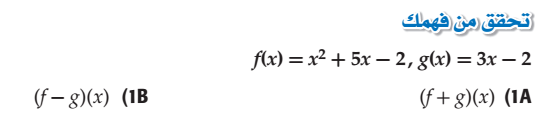 تحقق من فهمك
f(x) = x² + 5x − 2, g(x) = 3x − 2
(f + g)(x) (1A
(f − g)(x) (1B